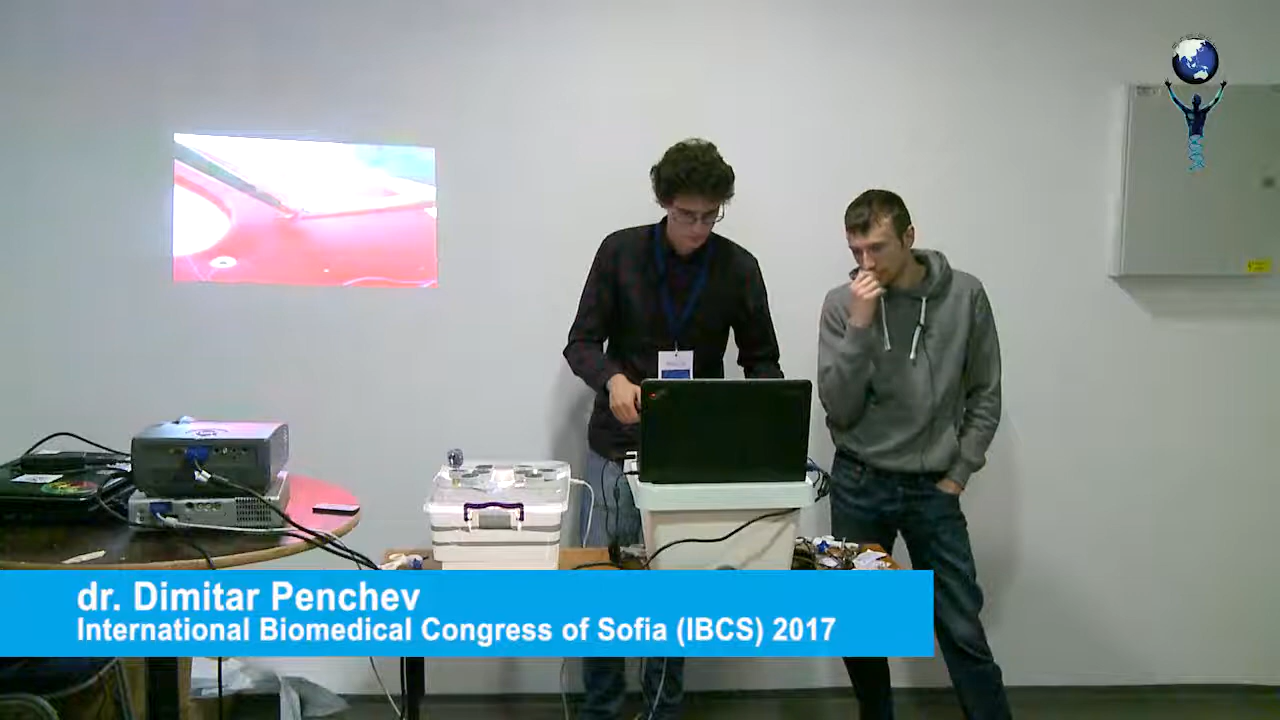 dr. Dimitar Penchev
International Biomedical Congress of Sofia (IBCS) 2017